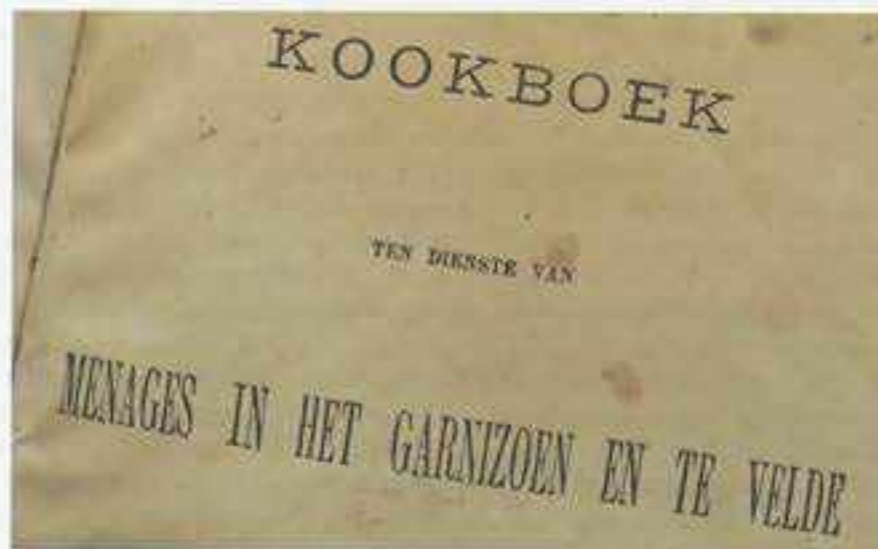 KOOKBOEK
TEN DIENSTE VAN
MENAGES IN HET GARNIZOEN EN TE VELDE